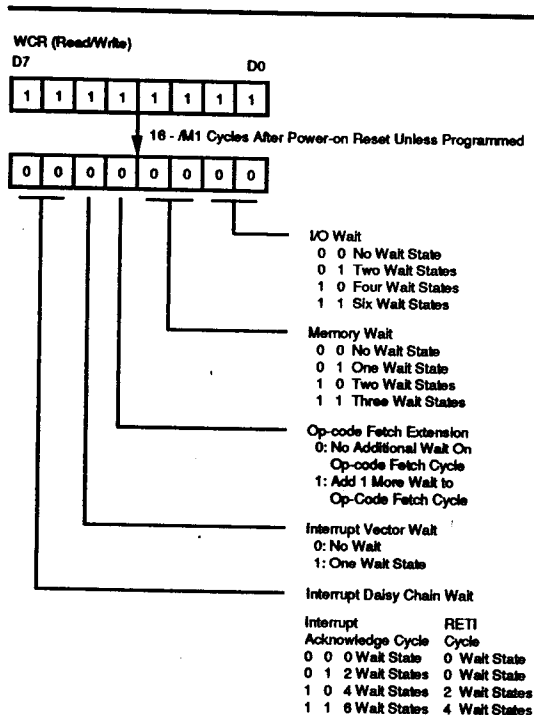 WCR (Read/Write)
D7 D0
1 1 1 1 1 1 1 1
16 - /M1 Cycles After Power-on Reset Unless Programmed
0 0 0 0 0 0 0 0
I/O Wait
0 0 No Wait State
0 1 Two Wait States
1 0 Four Wait States
1 1 Six Wait States
Memory Wait
0 0 No Wait State
0 1 One Wait State
1 0 Two Wait States
1 1 Three Wait States
Op-code Fetch Extension
0: No Additional Wait On
Op-code Fetch Cycle
1: Add 1 More Wait to
Op-Code Fetch Cycle
Interrupt Vector Wait
0: No Wait
1: One Wait State
Interrupt Daisy Chain Wait
Interrupt RETI
Acknowledge Cycle Cycle
0 0 0 Wait State 0 Wait State
0 1 2 Wait States 0 Wait State
1 0 4 Wait States 2 Wait States
1 1 6 Wait States 4 Wait States